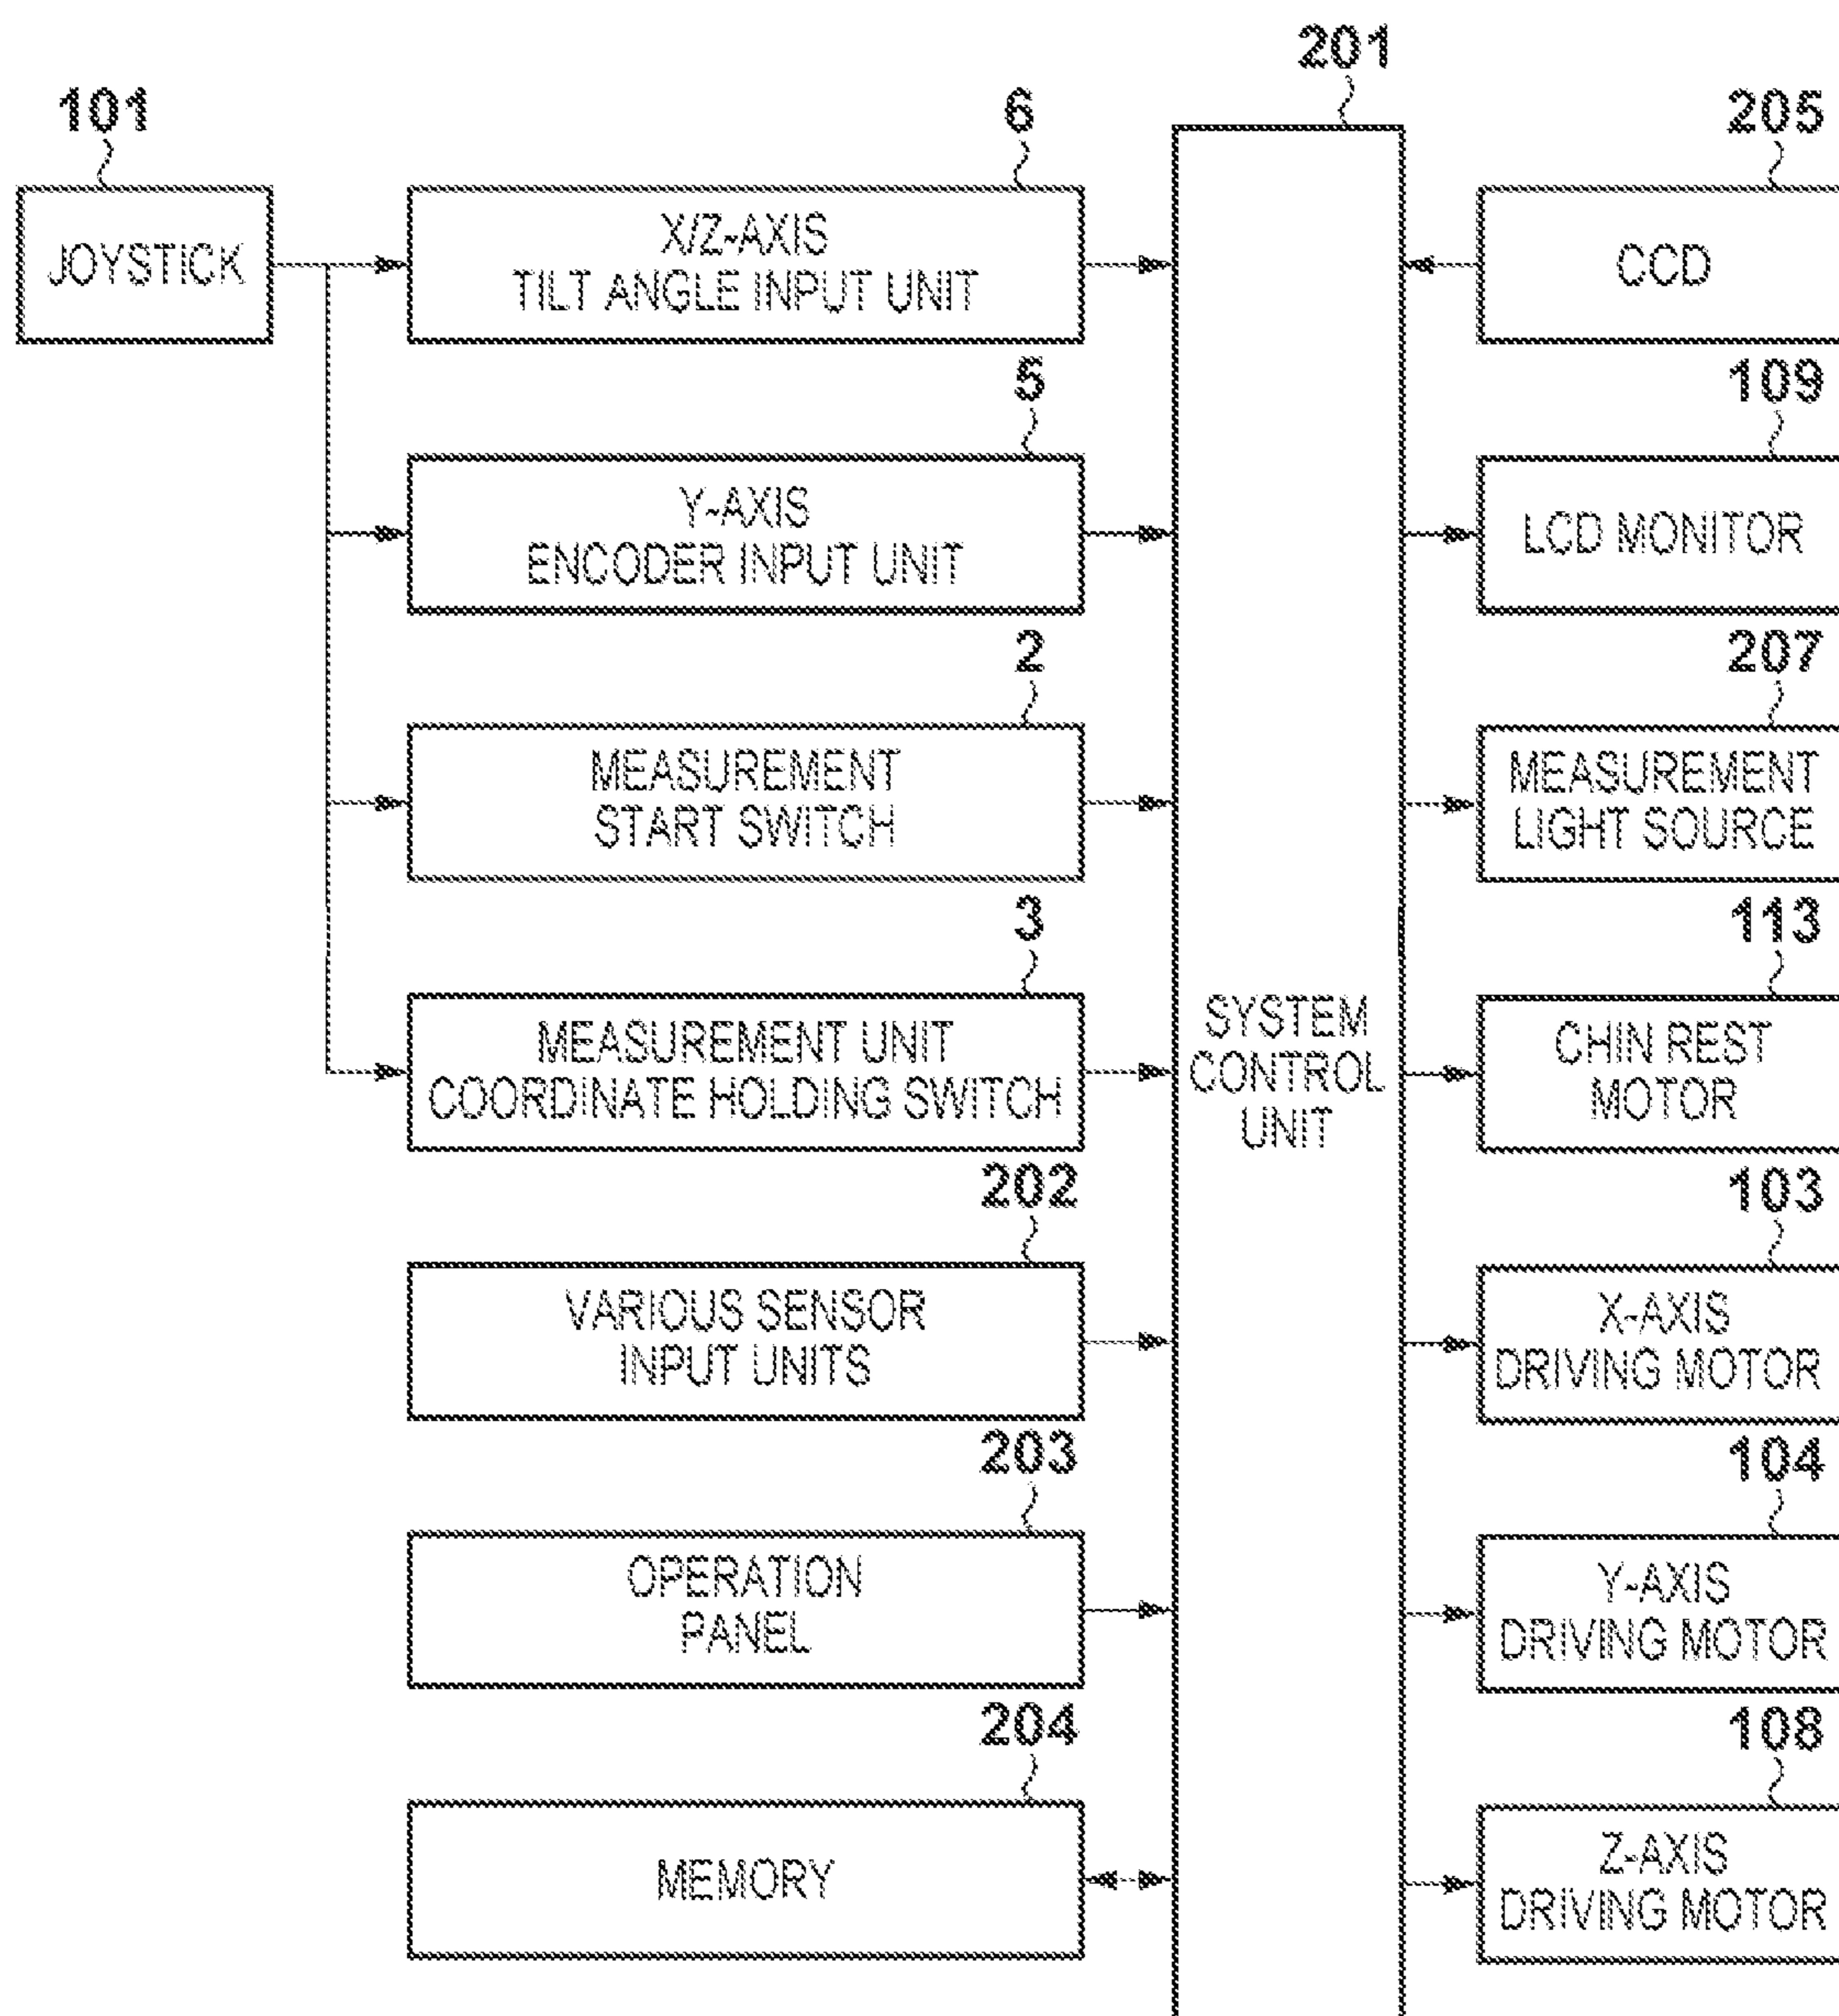 201
101
6
205
JOYSTICK
X/Z-AXIS
TILT ANGLE INPUT UNIT
CCD
5
109
Y-AXIS
ENCODER INPUT UNIT
LCD MONITOR
2
207
MEASUREMENT
START SWITCH
MEASUREMENT
LIGHT SOURCE
3
113
MEASUREMENT UNIT
COORDINATE HOLDING SWITCH
SYSTEM
CONTROL
UNIT
CHIN REST
MOTOR
202
103
VARIOUS SENSOR
INPUT UNITS
X-AXIS
DRIVING MOTOR
203
104
OPERATION
PANEL
Y-AXIS
DRIVING MOTOR
204
108
MEMORY
Z-AXIS
DRIVING MOTOR